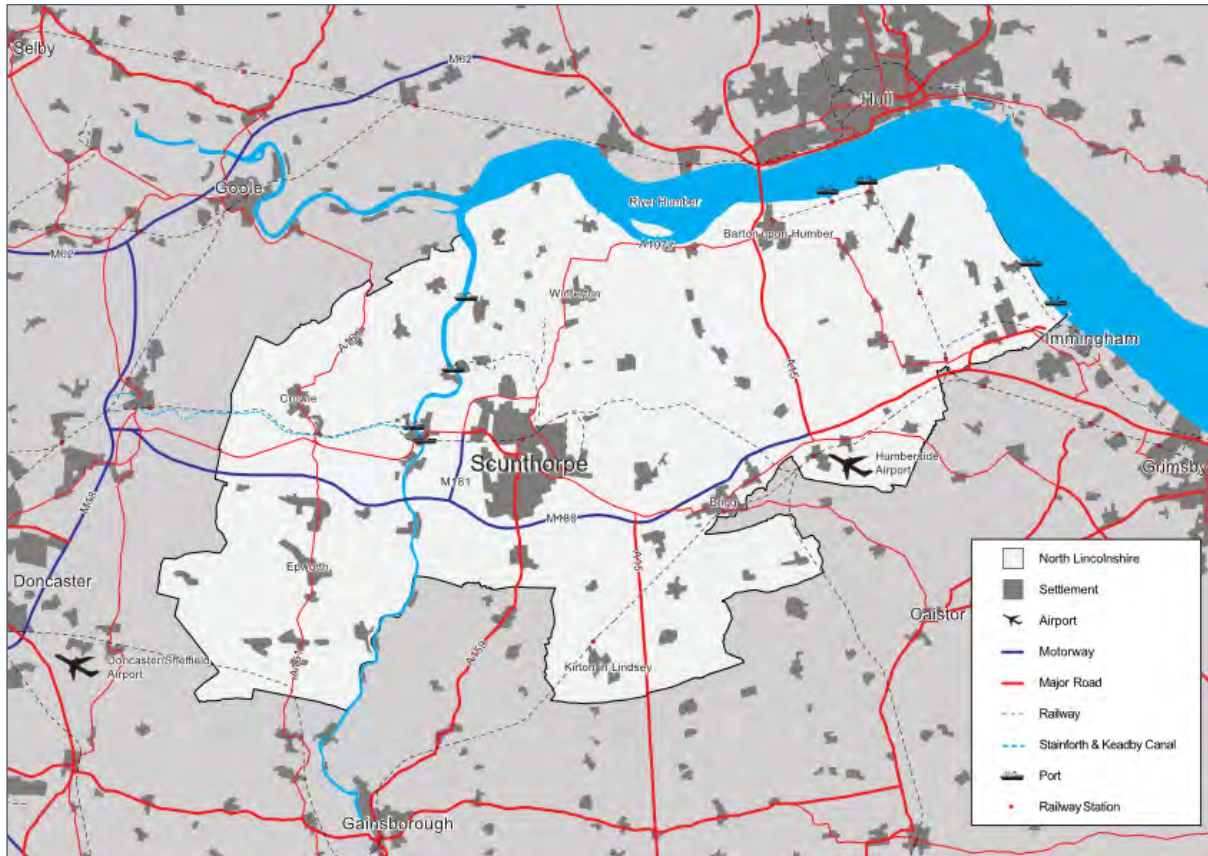 Selby
M62
Hull
Goole
River Humber
Barton upon Humber
A1077
M62
Winterton
Immingham
A161
A15
Crowle
Scunthorpe
Humberside
Airport
Grimsby
M181
M18
M180
Brigg
Doncaster
Epworth
A15
Caistor
Doncaster/Sheffield
Airport
A161
A159
Kirton in Lindsey
Gainsborough
North Lincolnshire
Settlement
Airport
Motorway
Major Road
Railway
Stainforth & Keadby Canal
Port
Railway Station